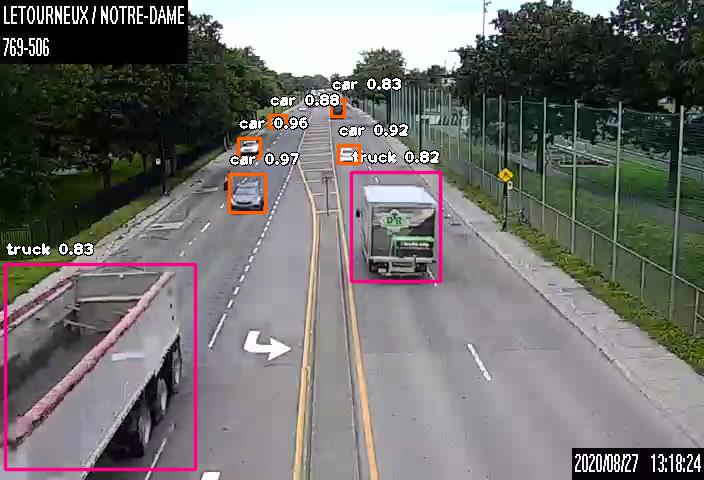 LETOURNEUX / NOTRE-DAME
769-506
car 0.83
car 0.88
car 0.96
car 0.92
car 0.97
truck 0.82
truck 0.83
2020/08/27 13:18:24